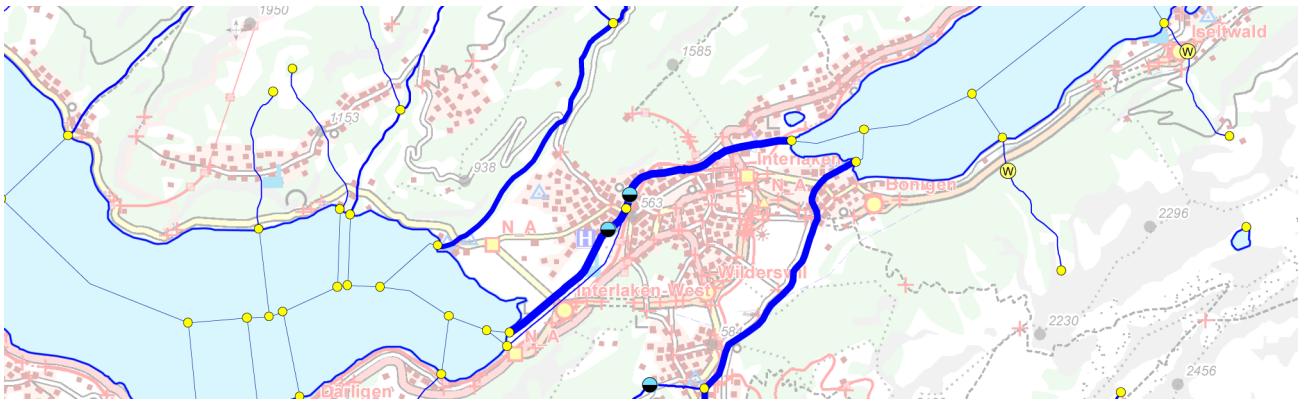 1950
1585
Iseltwald
W
1153
938
Interlaken
N_A
W
Bönigen
563
2296
N_A
H
Wilderswil
Interlaken-West
584
2230
N_A
2456
Därligen